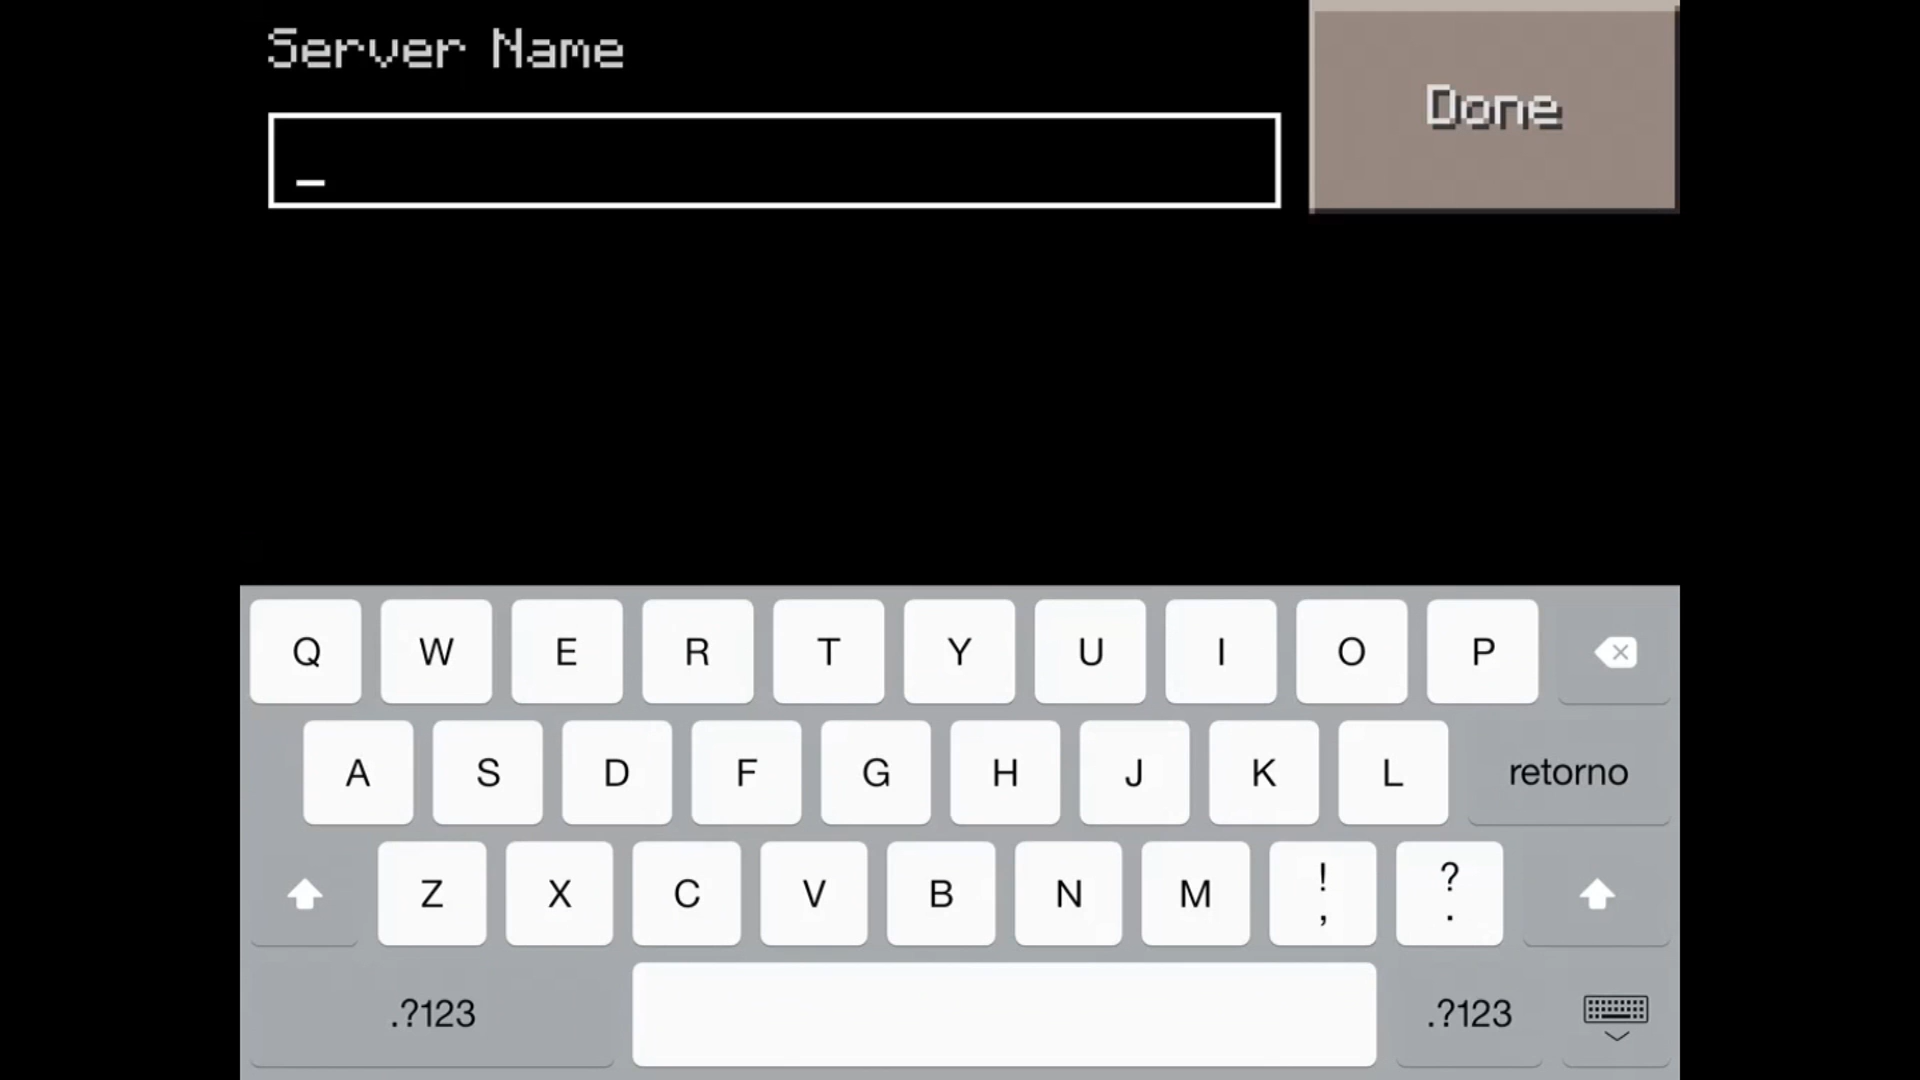 Server Name
Done
_
Q W E R T Y U I O P
A S D F G H J K L retorno
Z X C V B N M ! , ? .
.?123 .?123